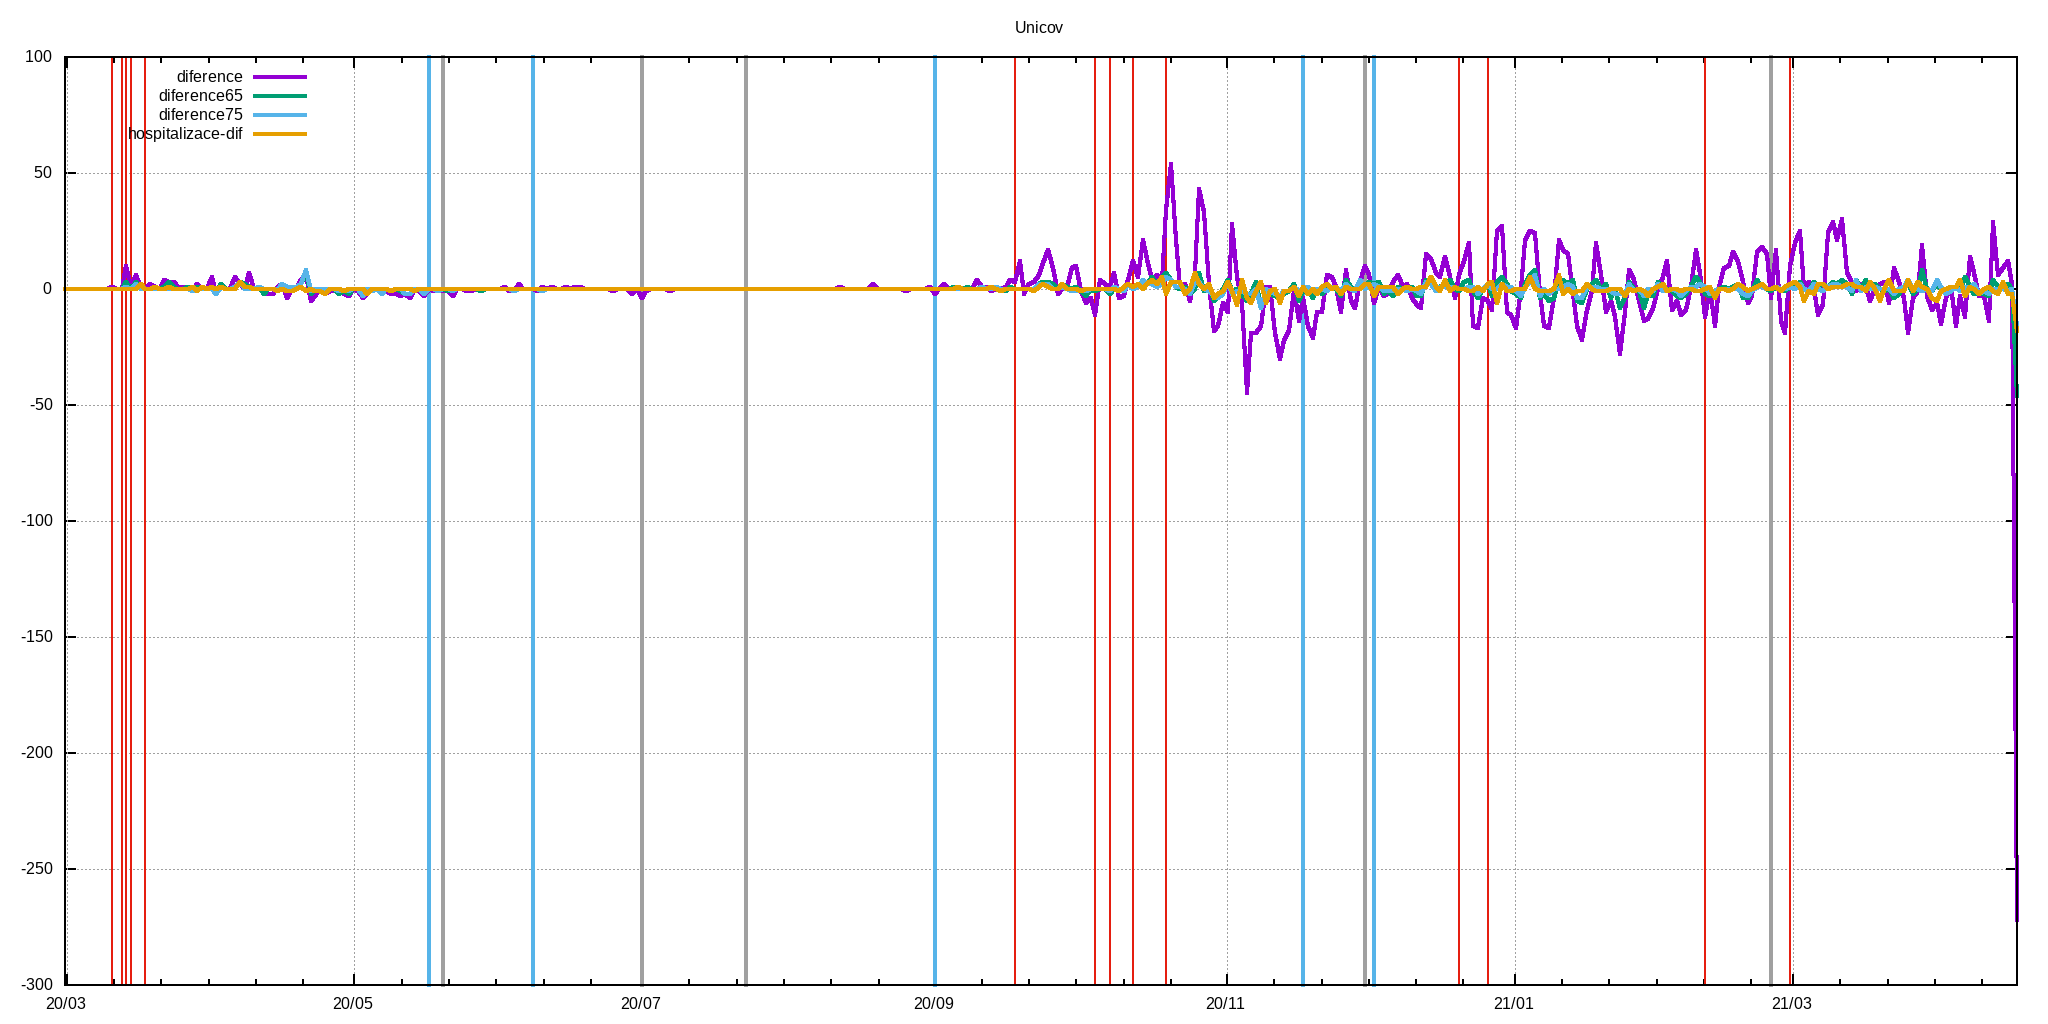 Unicov
100
diference
diference65
diference75
hospitalizace-dif
50
0
-50
-100
-150
-200
-250
-300
20/03 20/05 20/07 20/09 20/11 21/01 21/03